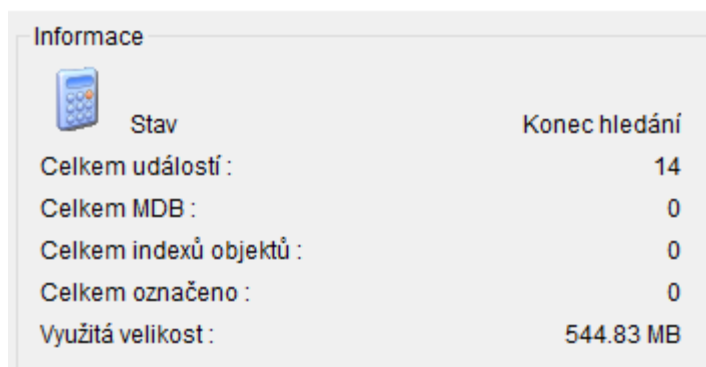 Informace
Stav Konec hledání
Celkem událostí : 14
Celkem MDB : 0
Celkem indexů objektů : 0
Celkem označeno : 0
Využitá velikost : 544.83 MB